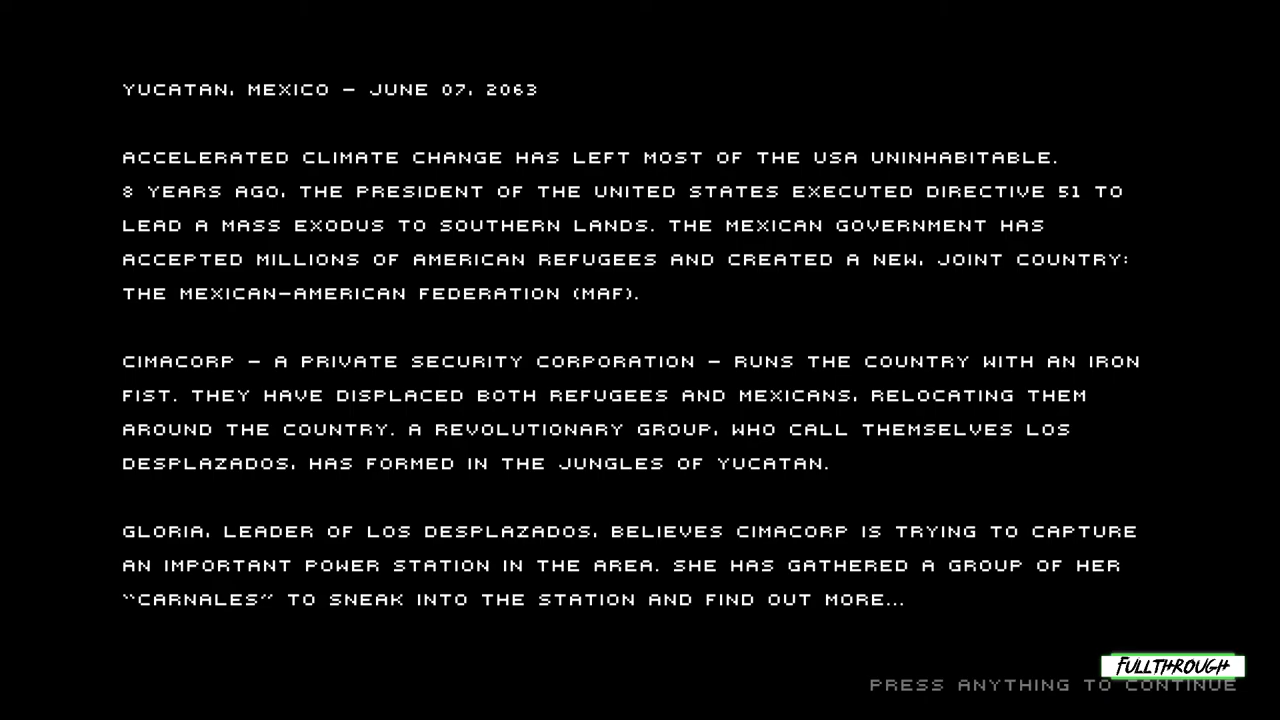 YUCATAN, MEXICO - JUNE 07, 2063
ACCELERATED CLIMATE CHANGE HAS LEFT MOST OF THE USA UNINHABITABLE.
8 YEARS AGO, THE PRESIDENT OF THE UNITED STATES EXECUTED DIRECTIVE 51 TO
LEAD A MASS EXODUS TO SOUTHERN LANDS. THE MEXICAN GOVERNMENT HAS
ACCEPTED MILLIONS OF AMERICAN REFUGEES AND CREATED A NEW, JOINT COUNTRY:
THE MEXICAN-AMERICAN FEDERATION (MAF).
CIMACORP - A PRIVATE SECURITY CORPORATION - RUNS THE COUNTRY WITH AN IRON
FIST. THEY HAVE DISPLACED BOTH REFUGEES AND MEXICANS, RELOCATING THEM
AROUND THE COUNTRY. A REVOLUTIONARY GROUP, WHO CALL THEMSELVES LOS
DESPLAZADOS, HAS FORMED IN THE JUNGLES OF YUCATAN.
GLORIA, LEADER OF LOS DESPLAZADOS, BELIEVES CIMACORP IS TRYING TO CAPTURE
AN IMPORTANT POWER STATION IN THE AREA. SHE HAS GATHERED A GROUP OF HER
"CARNALES" TO SNEAK INTO THE STATION AND FIND OUT MORE...
FULLTHROUGH
PRESS ANYTHING TO CONTINUE